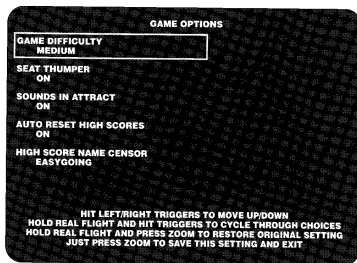 GAME OPTIONS
GAME DIFFICULTY
MEDIUM
SEAT THUMPER
ON
SOUNDS IN ATTRACT
ON
AUTO RESET HIGH SCORES
ON
HIGH SCORE NAME CENSOR
EASYGOING
HIT LEFT/RIGHT TRIGGERS TO MOVE UP/DOWN
HOLD REAL FLIGHT AND HIT TRIGGERS TO CYCLE THROUGH CHOICES
HOLD REAL FLIGHT AND PRESS ZOOM TO RESTORE ORIGINAL SETTING
JUST PRESS ZOOM TO SAVE THIS SETTING AND EXIT